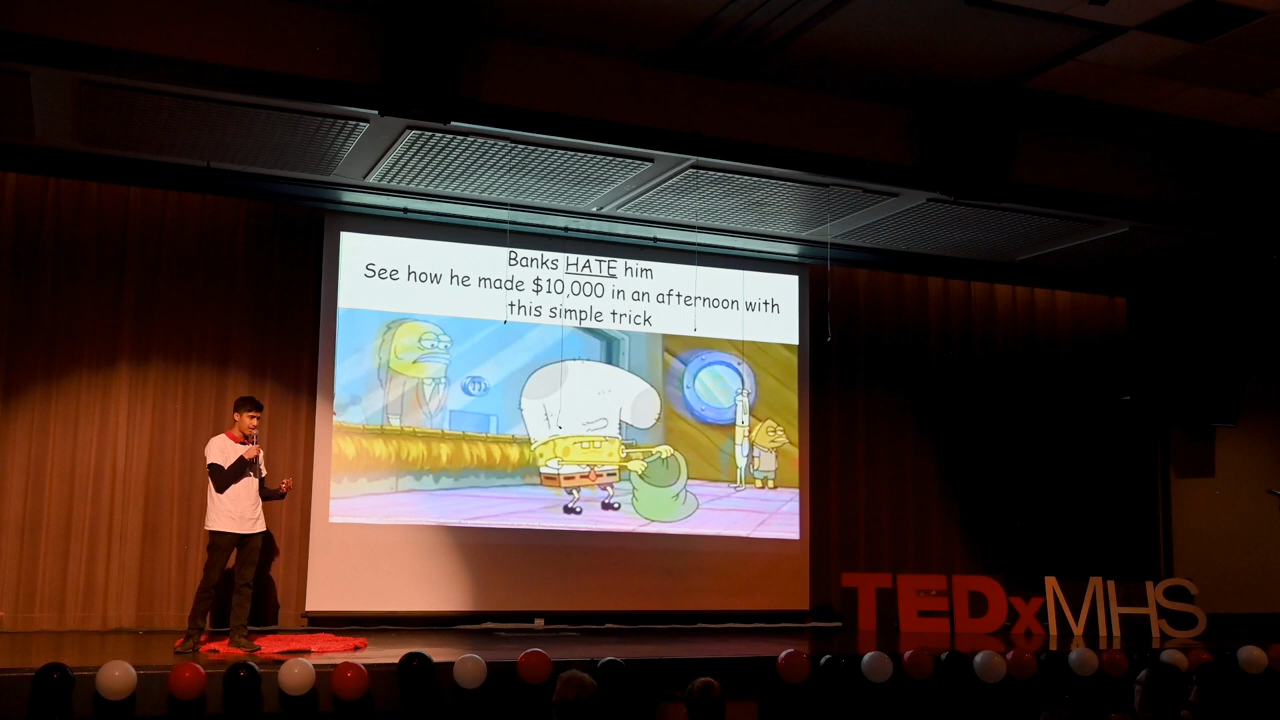 Banks HATE him
See how he made $10,000 in an afternoon with
this simple trick
TEDxMHS